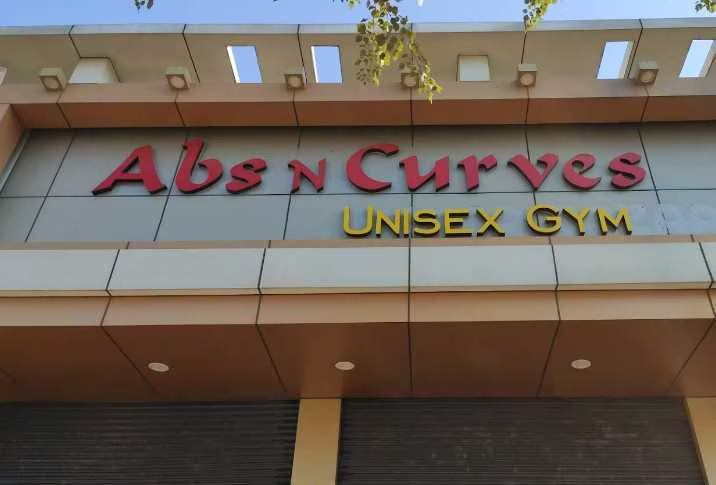 Abs N Curves
UNISEX GYM